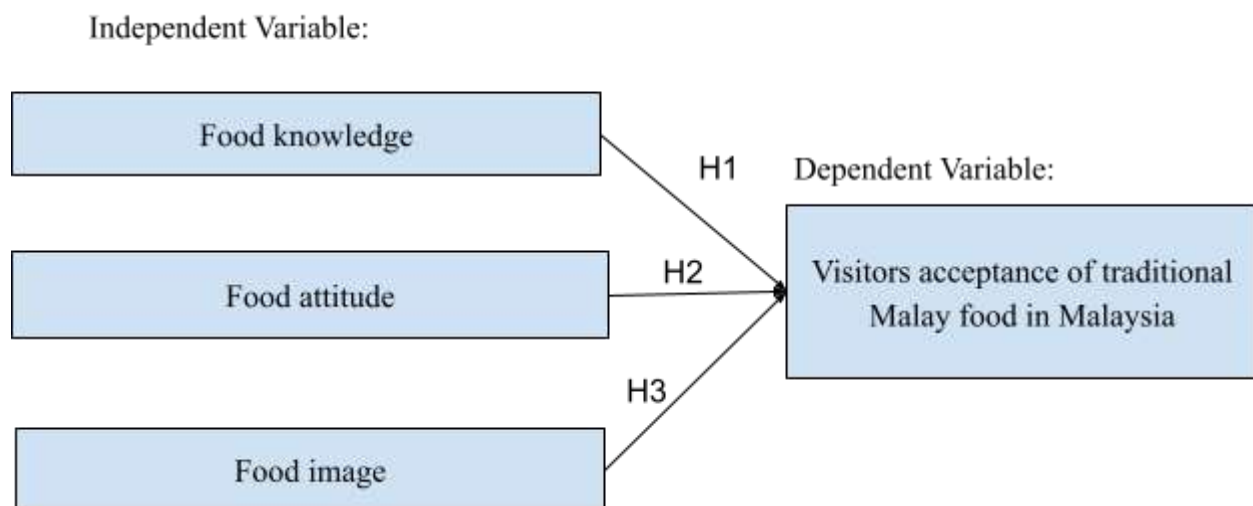 Independent Variable:
Food knowledge
H1
Dependent Variable:
Food attitude
H2
Visitors acceptance of traditional
Malay food in Malaysia
H3
Food image